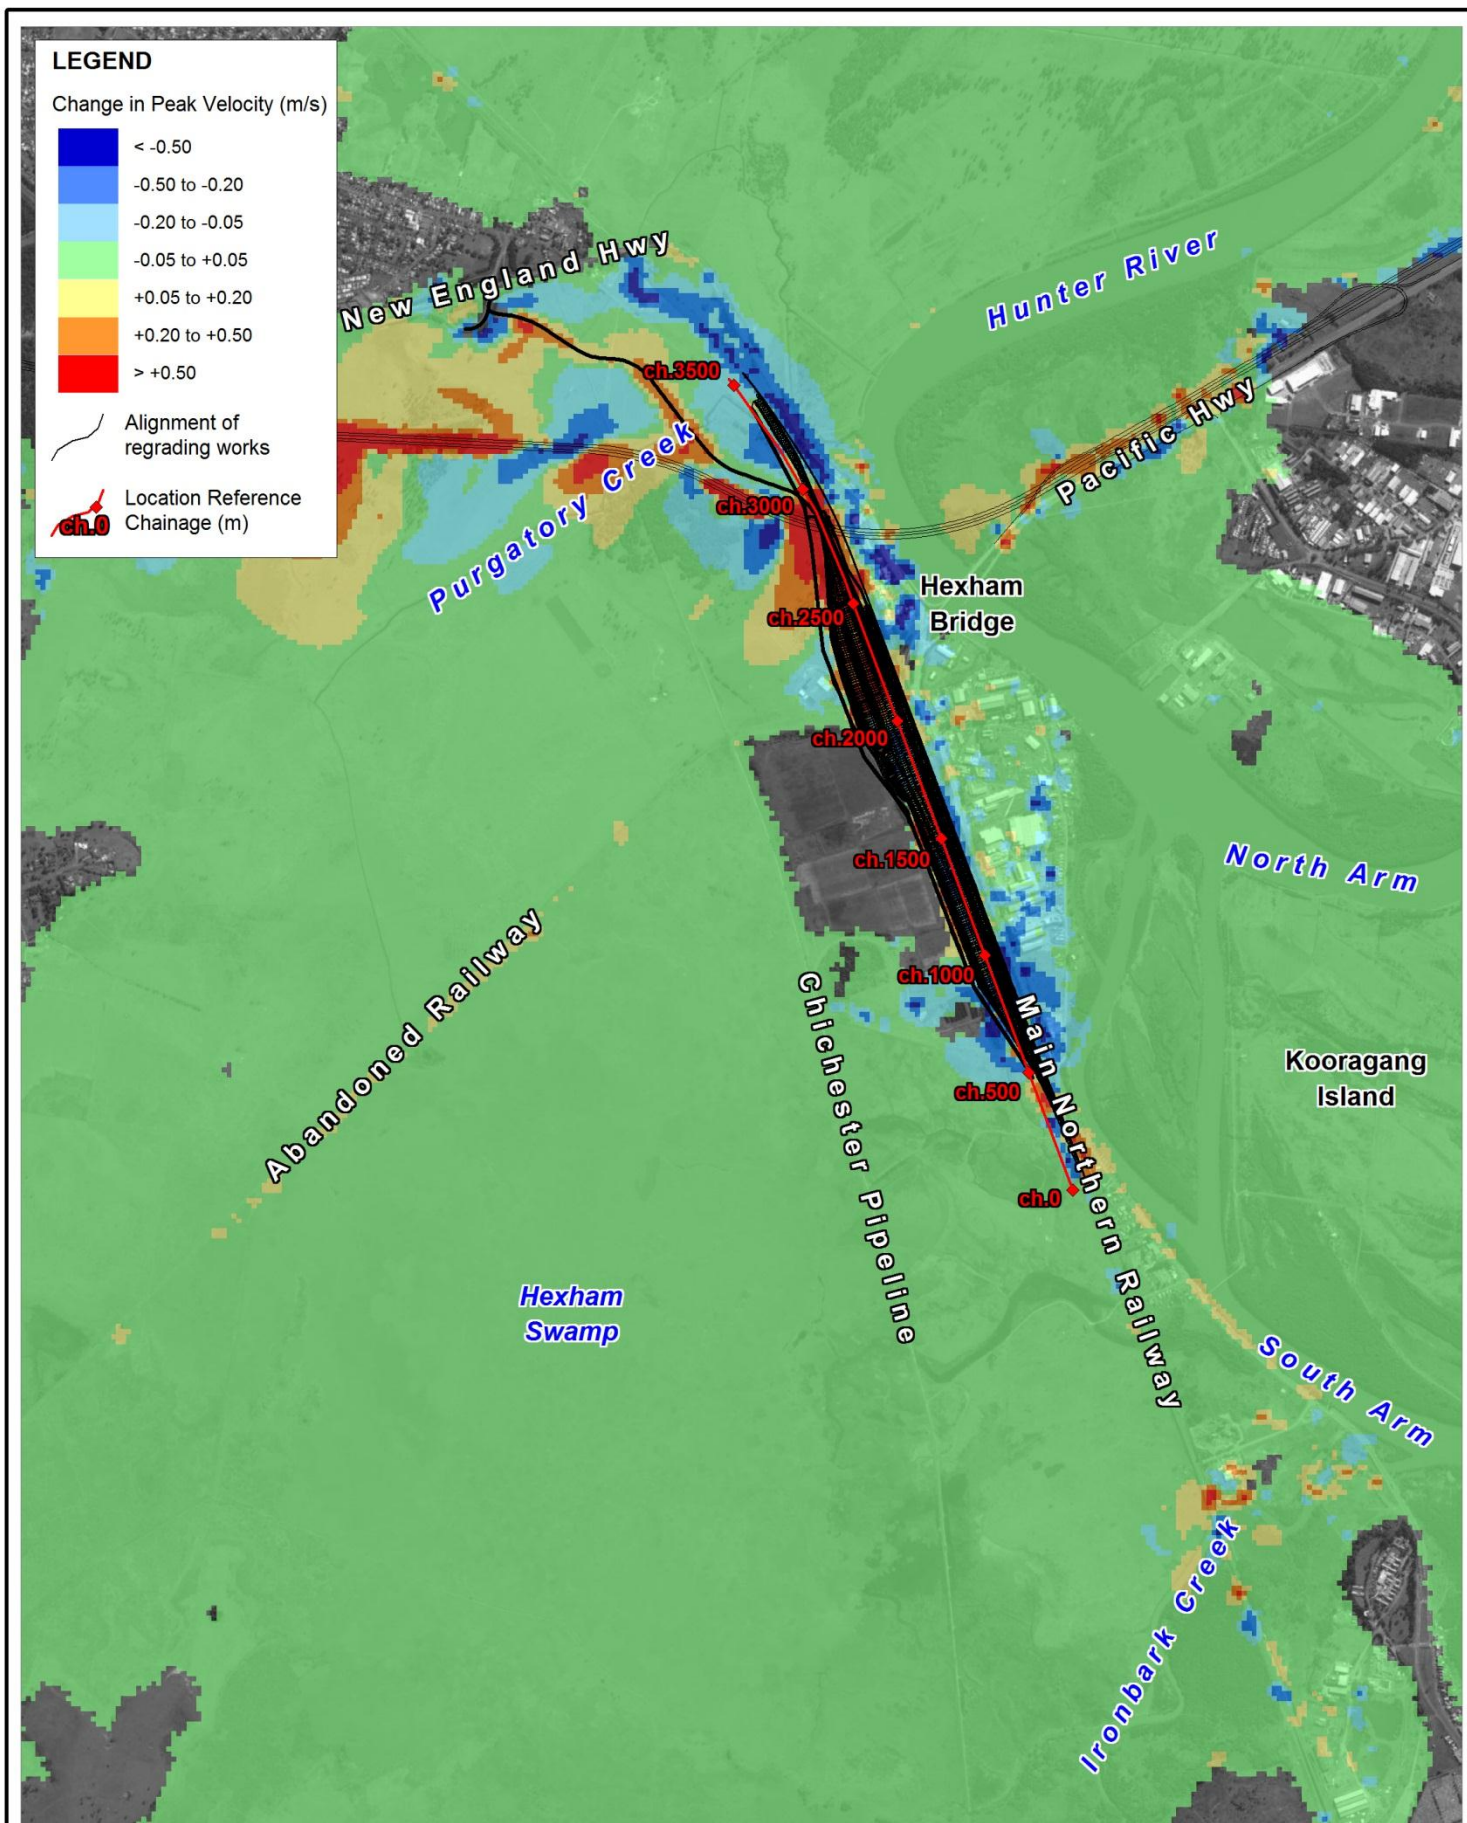 LEGEND
Change in Peak Velocity (m/s)
< -0.50
-0.50 to -0.20
-0.20 to -0.05
-0.05 to +0.05
+0.05 to +0.20
+0.20 to +0.50
> +0.50
Alignment of
regrading works
ch.0
Location Reference
Chainage (m)
New England Hwy
Hunter River
ch.3500
Pacific Hwy
Purgatory Creek
ch.3000
Hexham
Bridge
ch.2500
ch.2000
ch.1500
North Arm
Abandoned Railway
ch.1000
Chichester Pipeline
Main Northern Railway
Kooragang
Island
ch.500
ch.0
Hexham
Swamp
South Arm
Ironbark Creek